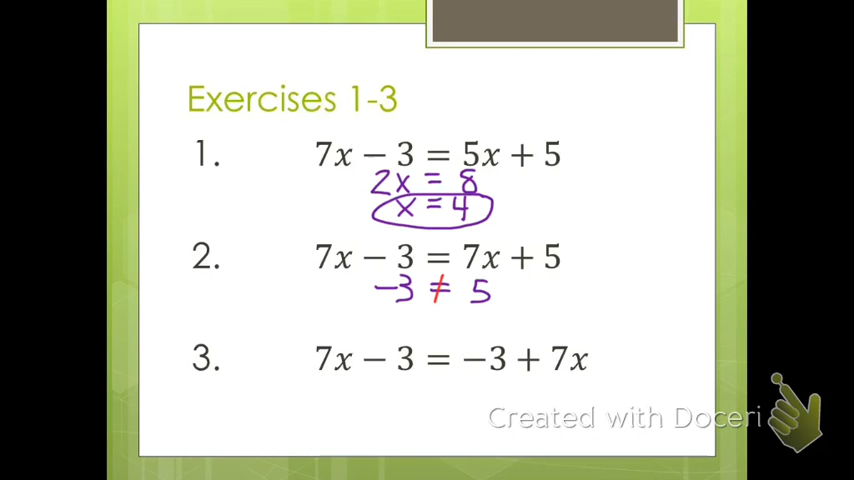 Exercises 1-3
1. 7x − 3 = 5x + 5
2x = 8
x = 4
2. 7x − 3 = 7x + 5
−3 ≠ 5
3. 7x − 3 = −3 + 7x
Created with Doceri